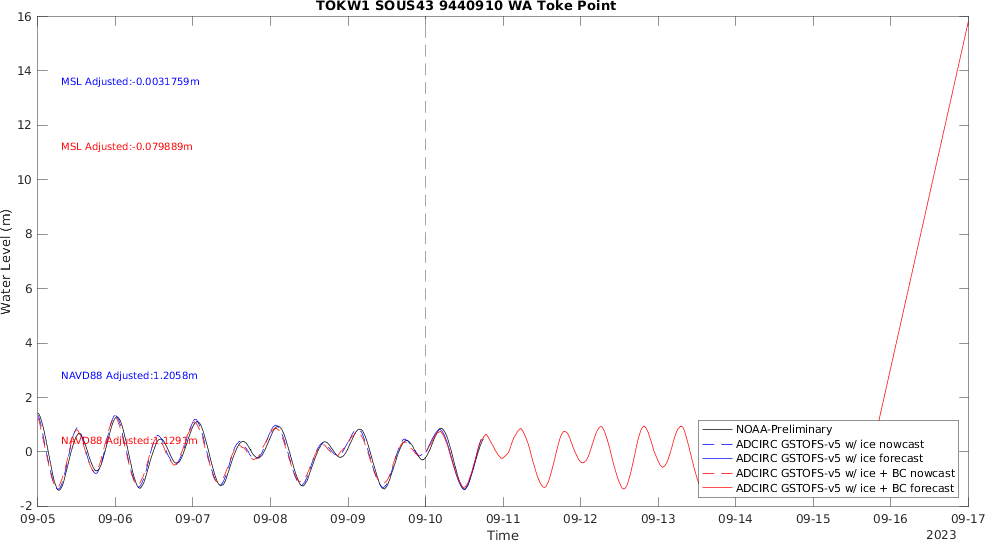 TOKW1 SOUS43 9440910 WA Toke Point
16
14
12
10
8
6
4
2
0
-2
Water Level (m)
MSL Adjusted:-0.0031759m
MSL Adjusted:-0.079889m
NAVD88 Adjusted:1.2058m
NAVD88 Adjusted:1.1291m
NOAA-Preliminary
ADCIRC GSTOFS-v5 w/ ice nowcast
ADCIRC GSTOFS-v5 w/ ice forecast
ADCIRC GSTOFS-v5 w/ ice + BC nowcast
ADCIRC GSTOFS-v5 w/ ice + BC forecast
09-05 09-06 09-07 09-08 09-09 09-10 09-11 09-12 09-13 09-14 09-15 09-16 09-17
Time
2023